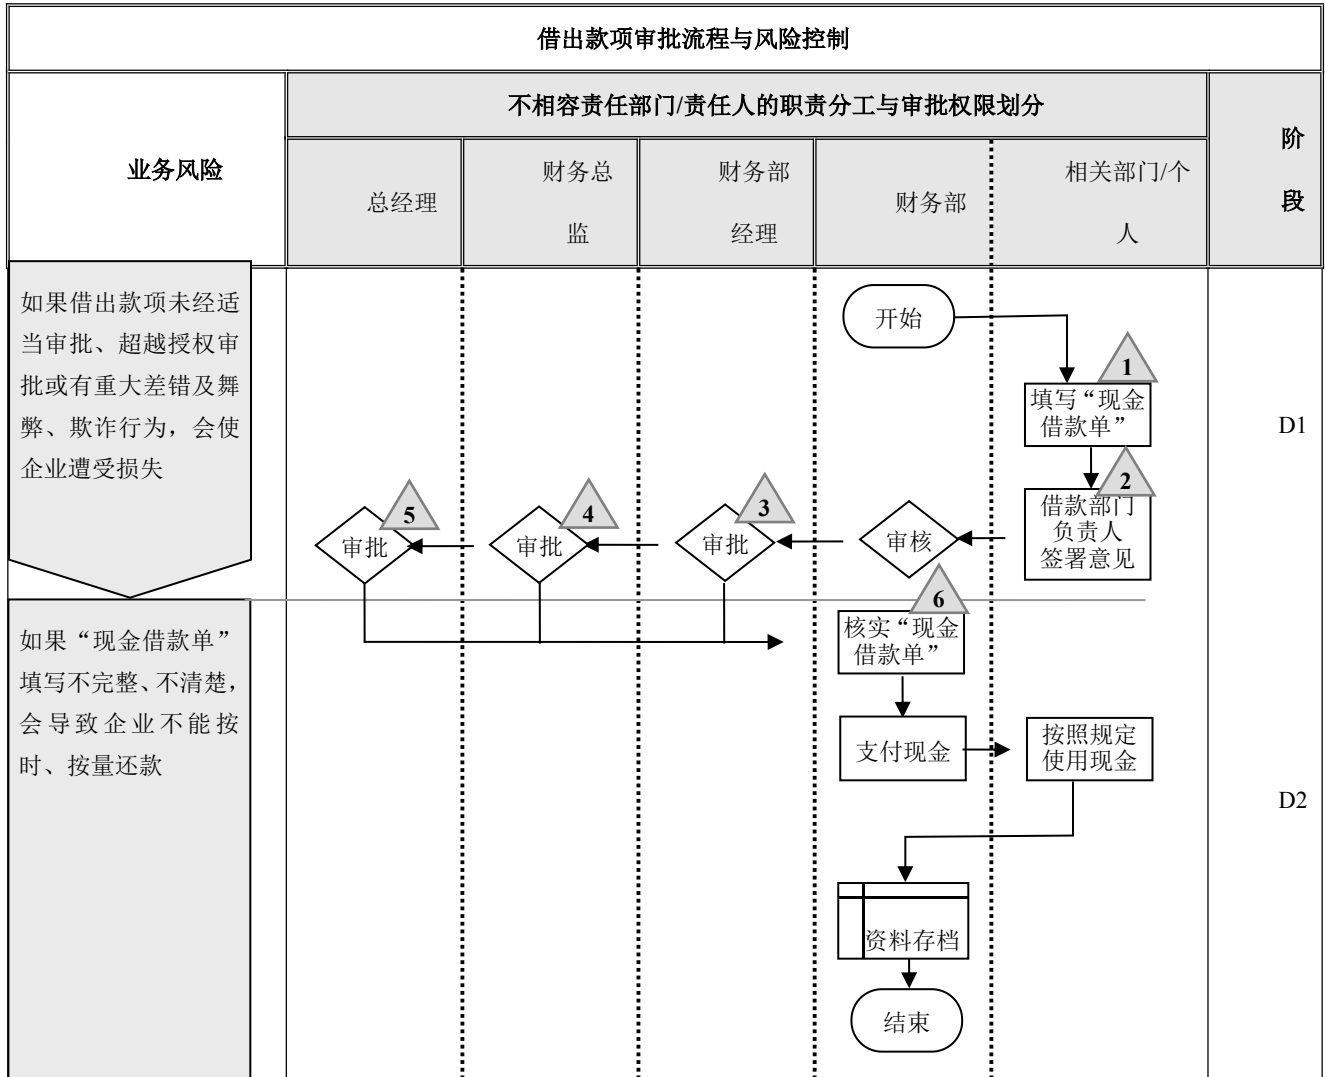 借出款项审批流程与风险控制
不相容责任部门/责任人的职责分工与审批权限划分
业务风险
阶
段
总经理
财务总
监
财务部
经理
财务部
相关部门/个
人
如果借出款项未经适
当审批、超越授权审
批或有重大差错及舞
弊、欺诈行为，会使
企业遭受损失
开始
1
填写“现金
借款单”
D1
2
借款部门
负责人
签署意见
5
审批
4
审批
3
审批
审核
如果“现金借款单”
填写不完整、不清楚，
会导致企业不能按
时、按量还款
6
核实“现金
借款单”
支付现金
按照规定
使用现金
D2
资料存档
结束